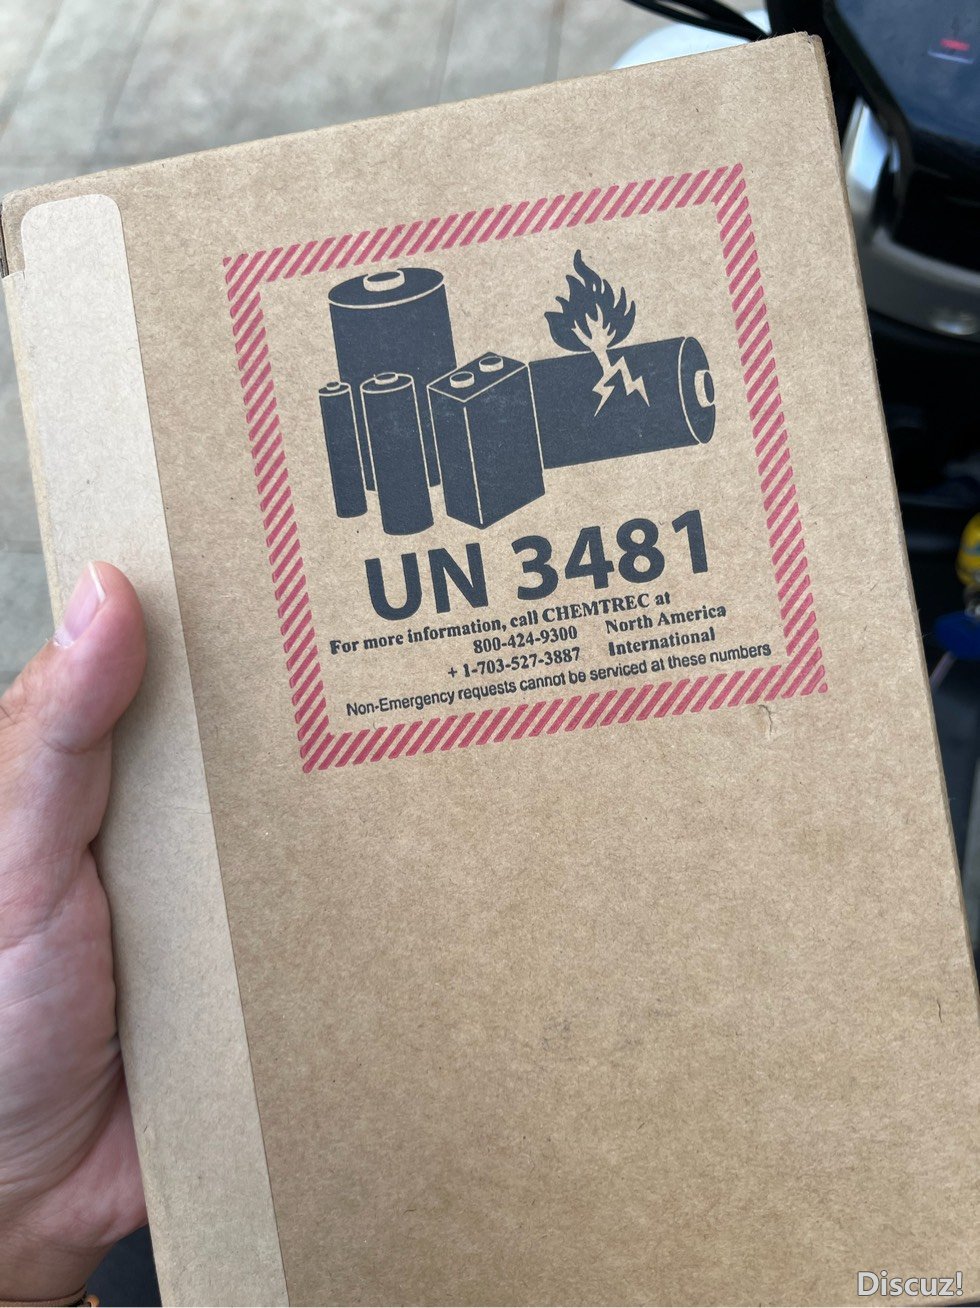 UN 3481
For more information, call CHEMTREC at
800-424-9300 North America
+ 1-703-527-3887 International
Non-Emergency requests cannot be serviced at these numbers
Discuz!